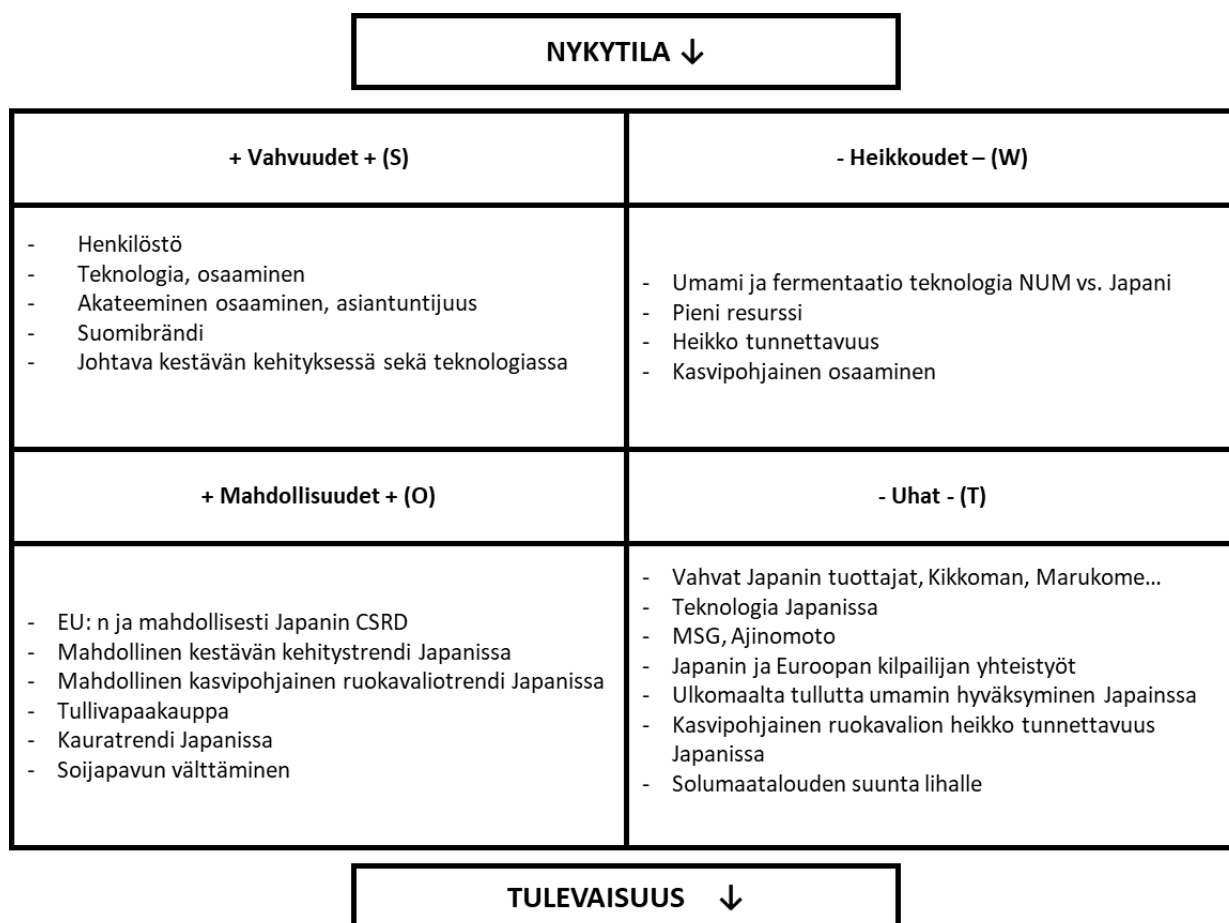 NYKYTILA ↓
+ Vahvuudet + (S)
- Henkilöstö
- Teknologia, osaaminen
- Akateeminen osaaminen, asiantuntijuus
- Suomibrändi
- Johtava kestävän kehityksessä sekä teknologiassa
- Heikkoudet – (W)
- Umami ja fermentaatio teknologia NUM vs. Japani
- Pieni resurssi
- Heikko tunnettavuus
- Kasvipohjainen osaaminen
+ Mahdollisuudet + (O)
- EU: n ja mahdollisesti Japanin CSRD
- Mahdollinen kestävän kehitystrendi Japanissa
- Mahdollinen kasvipohjainen ruokavaliotrendi Japanissa
- Tullivapaakauppa
- Kauratrendi Japanissa
- Soijapavun välttäminen
- Uhat - (T)
- Vahvat Japanin tuottajat, Kikkoman, Marukome…
- Teknologia Japanissa
- MSG, Ajinomoto
- Japanin ja Euroopan kilpailijan yhteistyöt
- Ulkomaalta tullutta umamin hyväksyminen Japainssa
- Kasvipohjainen ruokavalion heikko tunnettavuus
Japanissa
- Solumaatalouden suunta lihalle
TULEVAISUUS ↓